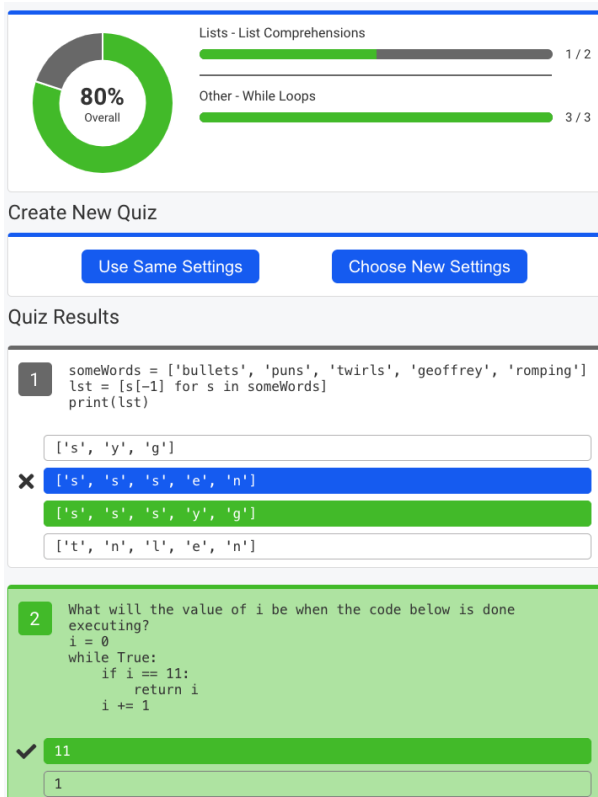 Lists - List Comprehensions
1 / 2
80%
Overall
Other - While Loops
3 / 3
Create New Quiz
Use Same Settings
Choose New Settings
Quiz Results
1
someWords = ['bullets', 'puns', 'twirls', 'geoffrey', 'romping']
lst = [s[-1] for s in someWords]
print(lst)
['s', 'y', 'g']
['s', 's', 's', 'e', 'n']
['s', 's', 's', 'y', 'g']
['t', 'n', 'l', 'e', 'n']
2
What will the value of i be when the code below is done
executing?
i = 0
while True:
    if i == 11:
        return i
    i += 1
11
1